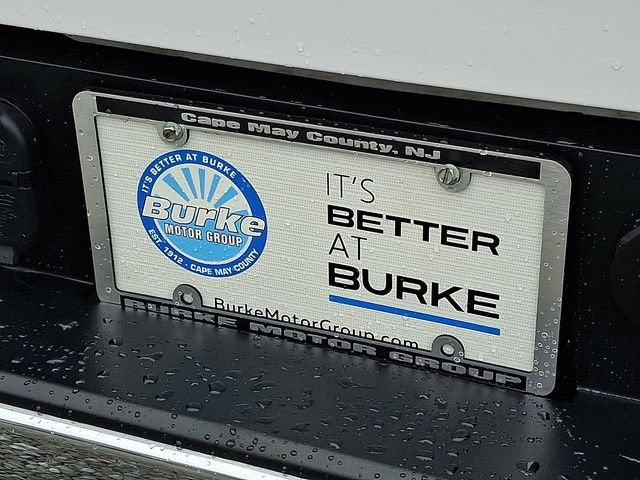 Cape May County, NJ
IT'S BETTER AT BURKE
Burke
MOTOR GROUP
EST. 1912 - CAPE MAY COUNTY
IT'S
BETTER
AT
BURKE
BurkeMotorGroup.com
BURKE MOTOR GROUP